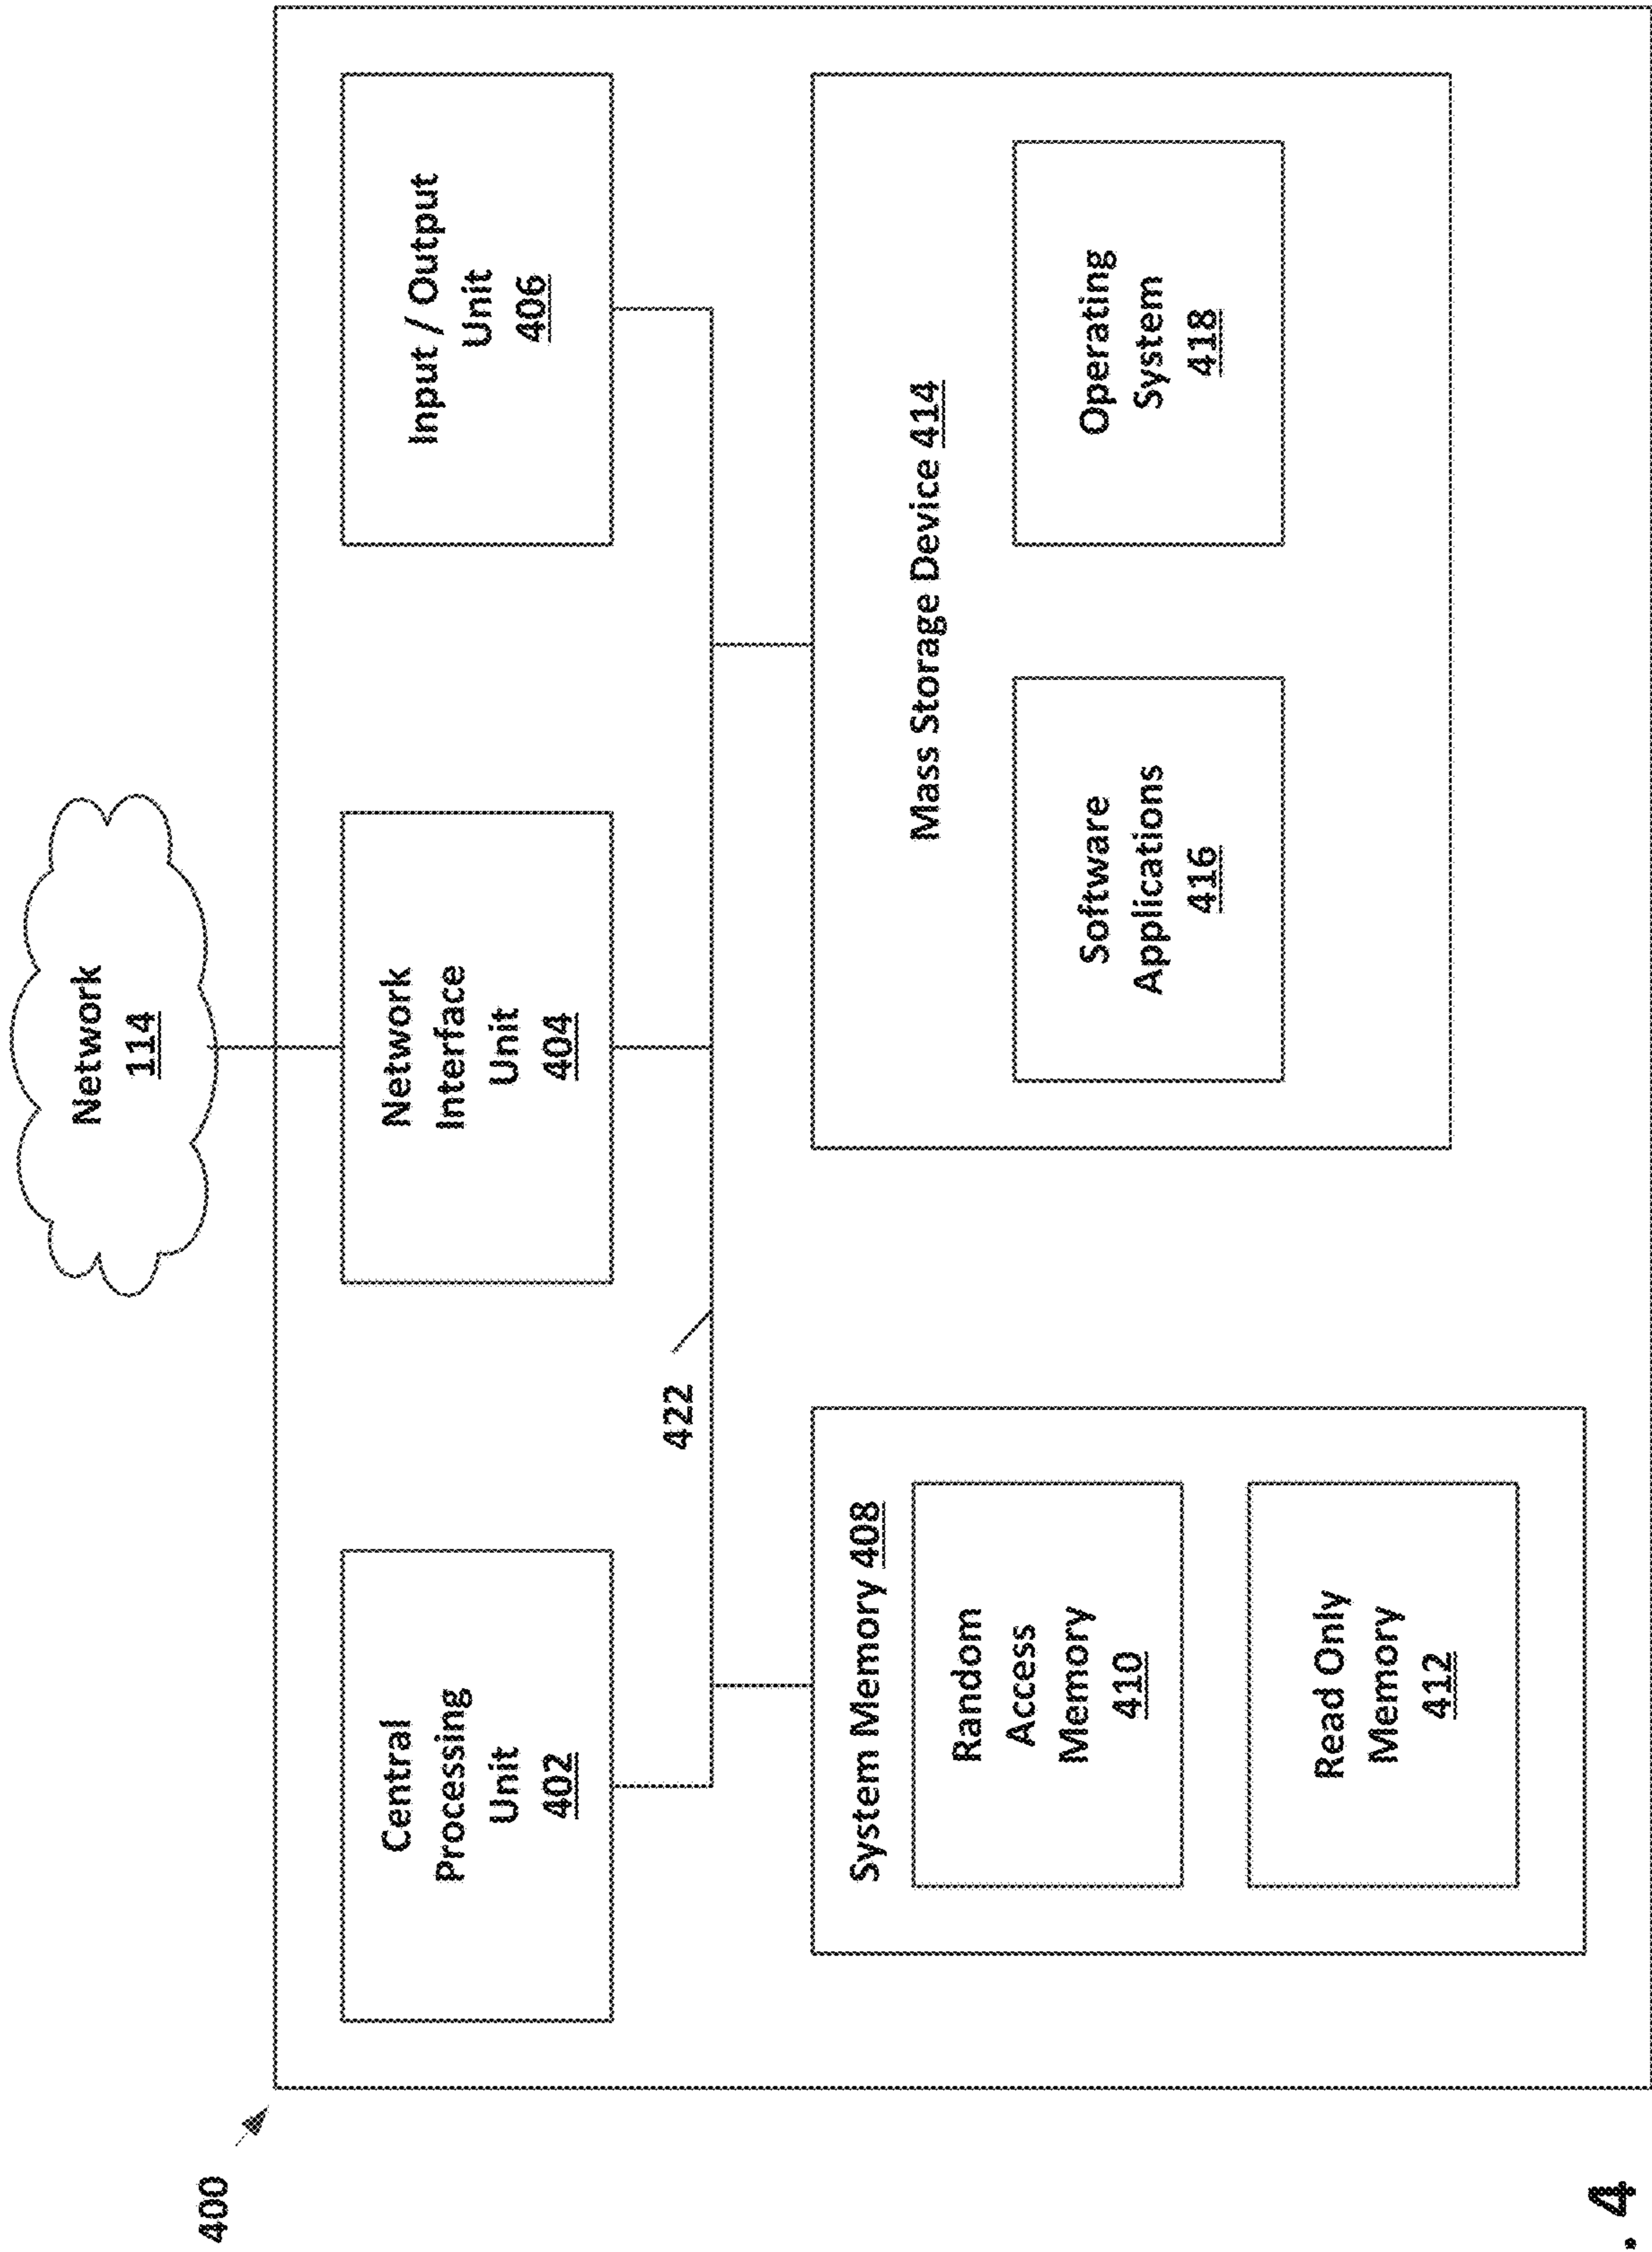 400
Network
114
Central
Processing
Unit
402
Network
Interface
Unit
404
Input / Output
Unit
406
422
System Memory 408
Random
Access
Memory
410
Read Only
Memory
412
Mass Storage Device 414
Software
Applications
416
Operating
System
418
. 4